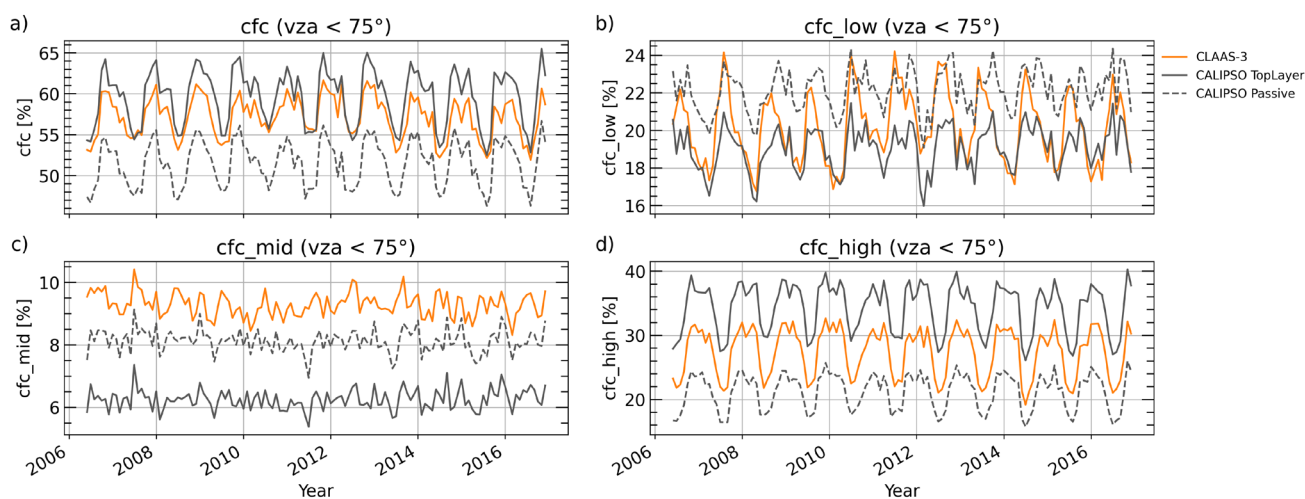 a)
cfc (vza < 75°)
cfc [%]
65
60
55
50
b)
cfc_low (vza < 75°)
cfc_low [%]
24
22
20
18
16
CLAAS-3
CALIPSO TopLayer
CALIPSO Passive
c)
cfc_mid (vza < 75°)
cfc_mid [%]
10
8
6
2006
2008
2010
2012
2014
2016
Year
d)
cfc_high (vza < 75°)
cfc_high [%]
40
30
20
2006
2008
2010
2012
2014
2016
Year